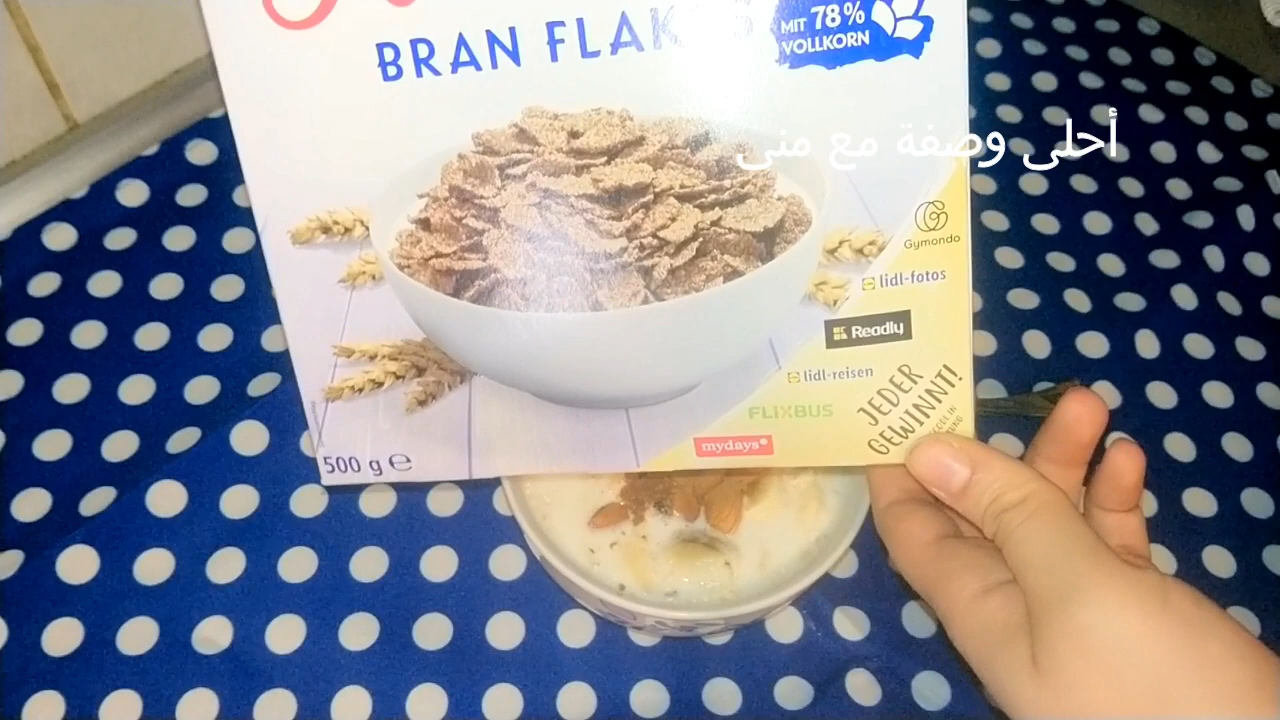 BRAN FLAKES
MIT 78%
VOLLKORN
أحلى وصفة مع منى
Gymondo
lidl-fotos
Readly
lidl-reisen
FLIXBUS
mydays
JEDER
GEWINNT!
500 g e